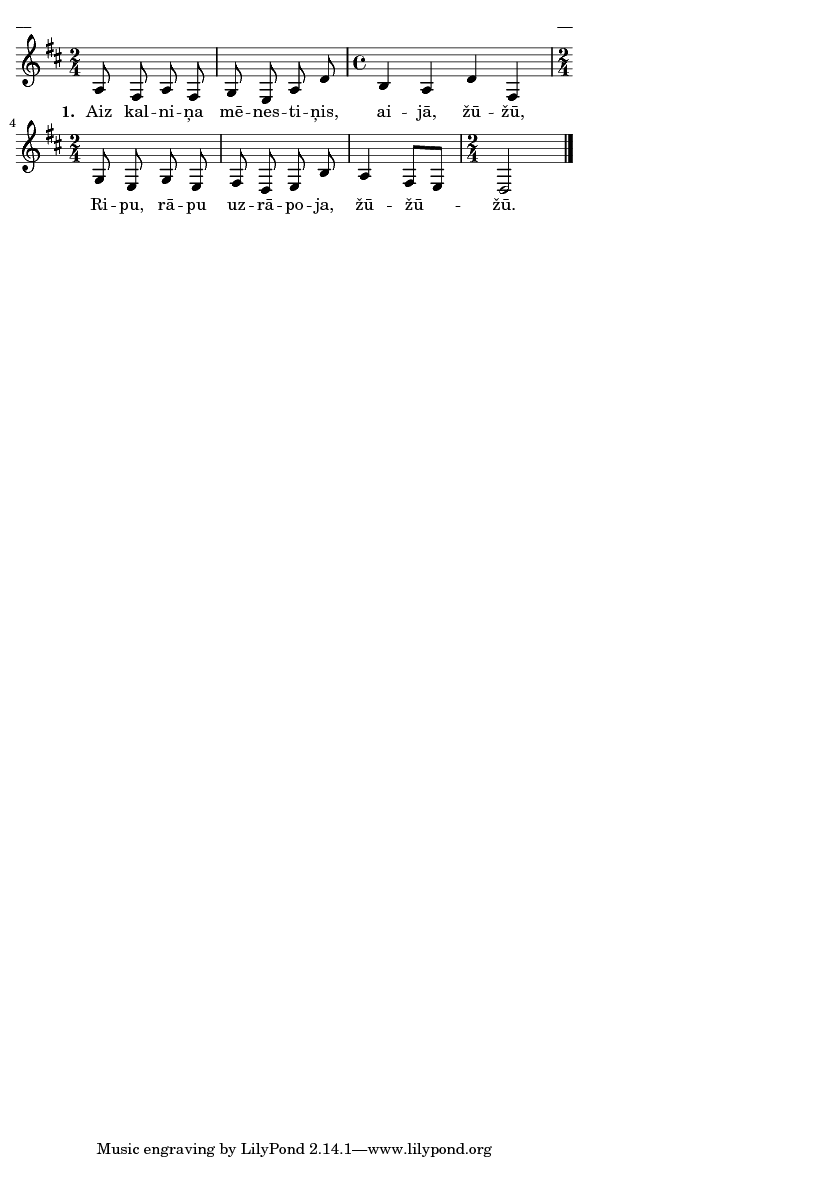 1. Aiz kal – ni – ņa mē – nes – ti – ņis, ai – jā, žū – žū,
4
Ri – pu, rā – pu uz – rā – po – ja, žū – žū – žū.
Music engraving by LilyPond 2.14.1—www.lilypond.org